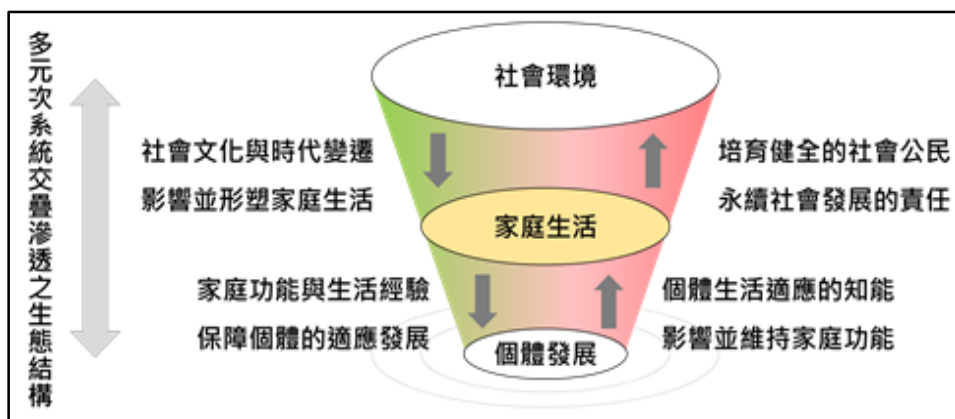 多元次系統交疊滲透之生態結構
社會環境
社會文化與時代變遷
影響並形塑家庭生活
培育健全的社會公民
永續社會發展的責任
家庭生活
家庭功能與生活經驗
保障個體的適應發展
個體生活適應的知能
影響並維持家庭功能
個體發展